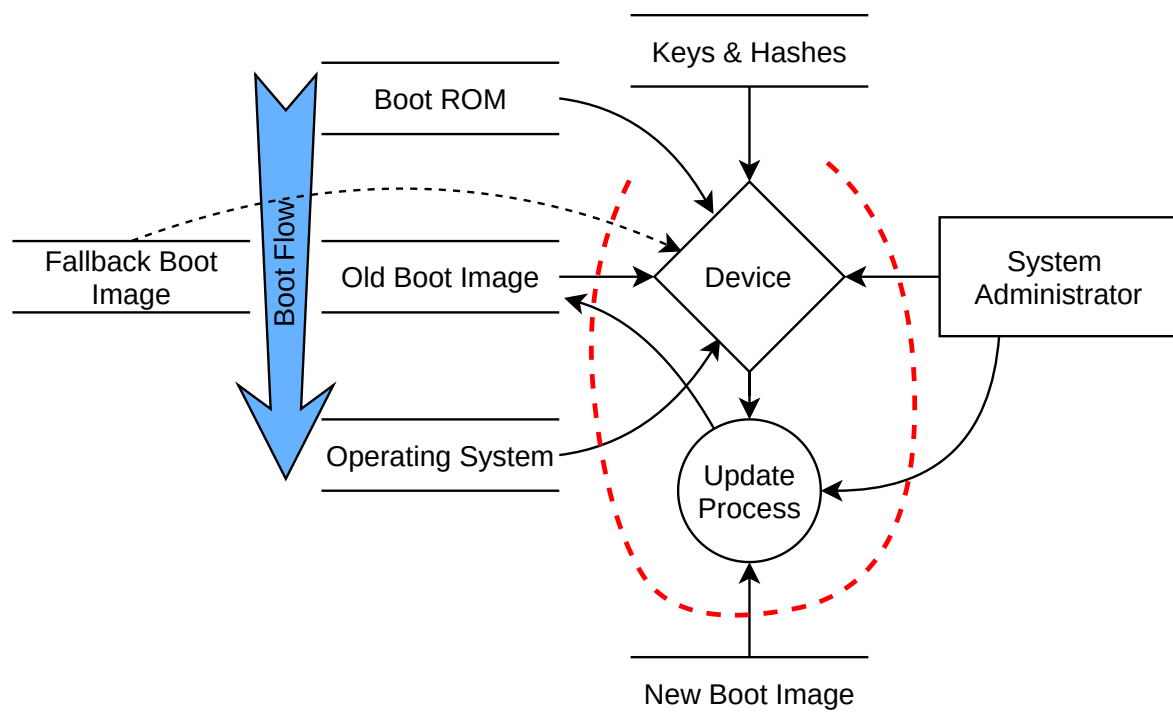 Keys & Hashes
Boot ROM
Boot Flow
Fallback Boot
Image
Old Boot Image
Device
System
Administrator
Operating System
Update
Process
New Boot Image